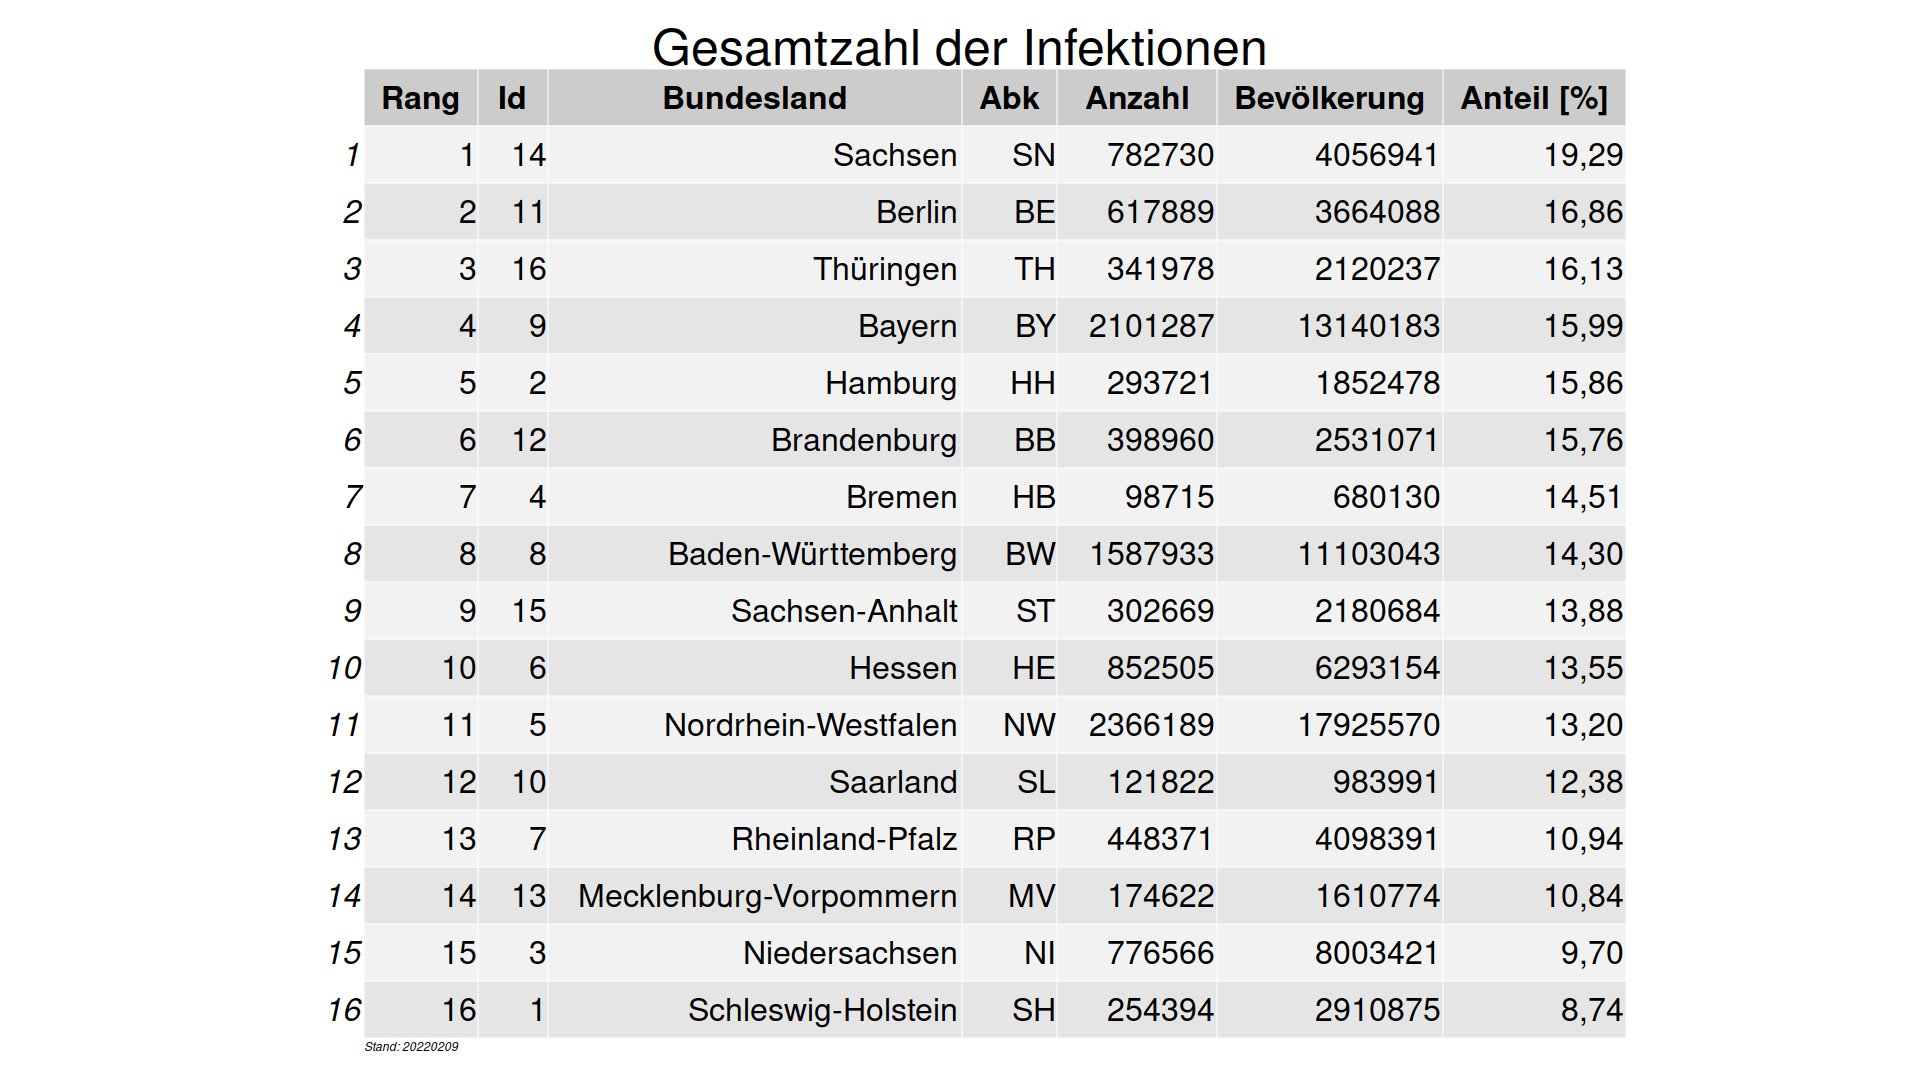 Gesamtzahl der Infektionen
Rang Id Bundesland Abk Anzahl Bevölkerung Anteil [%]
1 1 14 Sachsen SN 782730 4056941 19,29
2 2 11 Berlin BE 617889 3664088 16,86
3 3 16 Thüringen TH 341978 2120237 16,13
4 4 9 Bayern BY 2101287 13140183 15,99
5 5 2 Hamburg HH 293721 1852478 15,86
6 6 12 Brandenburg BB 398960 2531071 15,76
7 7 4 Bremen HB 98715 680130 14,51
8 8 8 Baden-Württemberg BW 1587933 11103043 14,30
9 9 15 Sachsen-Anhalt ST 302669 2180684 13,88
10 10 6 Hessen HE 852505 6293154 13,55
11 11 5 Nordrhein-Westfalen NW 2366189 17925570 13,20
12 12 10 Saarland SL 121822 983991 12,38
13 13 7 Rheinland-Pfalz RP 448371 4098391 10,94
14 14 13 Mecklenburg-Vorpommern MV 174622 1610774 10,84
15 15 3 Niedersachsen NI 776566 8003421 9,70
16 16 1 Schleswig-Holstein SH 254394 2910875 8,74
Stand: 20220209